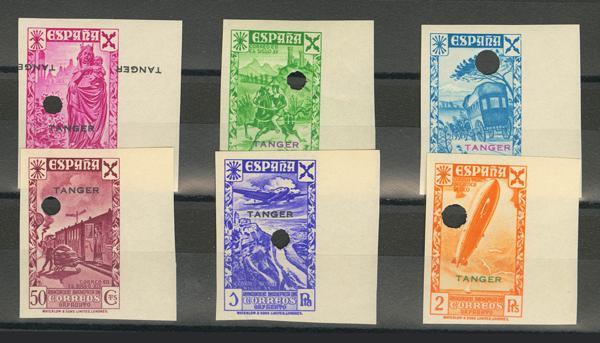 ESPAÑA
TANGER
TANGER
TANGER
ESPAÑA
TANGER
ESPAÑA
TANGER
ESPAÑA
TANGER
50 CORREOS CTS
WATERLOW & SONS LIMITED, LONDRES.
ESPAÑA
TANGER
CORREOS Pts
WATERLOW & SONS LIMITED, LONDRES.
ESPAÑA
TANGER
2 CORREOS Pts
WATERLOW & SONS LIMITED, LONDRES.